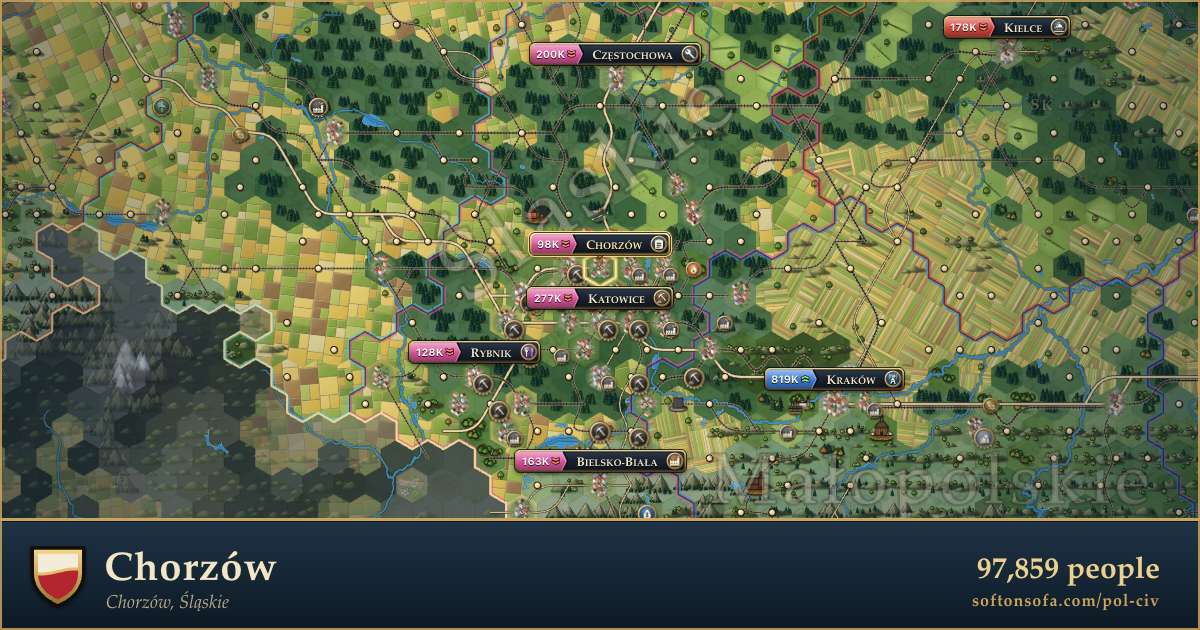 178K KIELCE
200K CZĘSTOCHOWA
Śląskie
98K CHORZÓW
277K KATOWICE
128K RYBNIK
819K KRAKÓW
163K BIELSKO-BIAŁA
Małopolskie
Chorzów
Chorzów, Śląskie
97,859 people
softonsofa.com/pol-civ